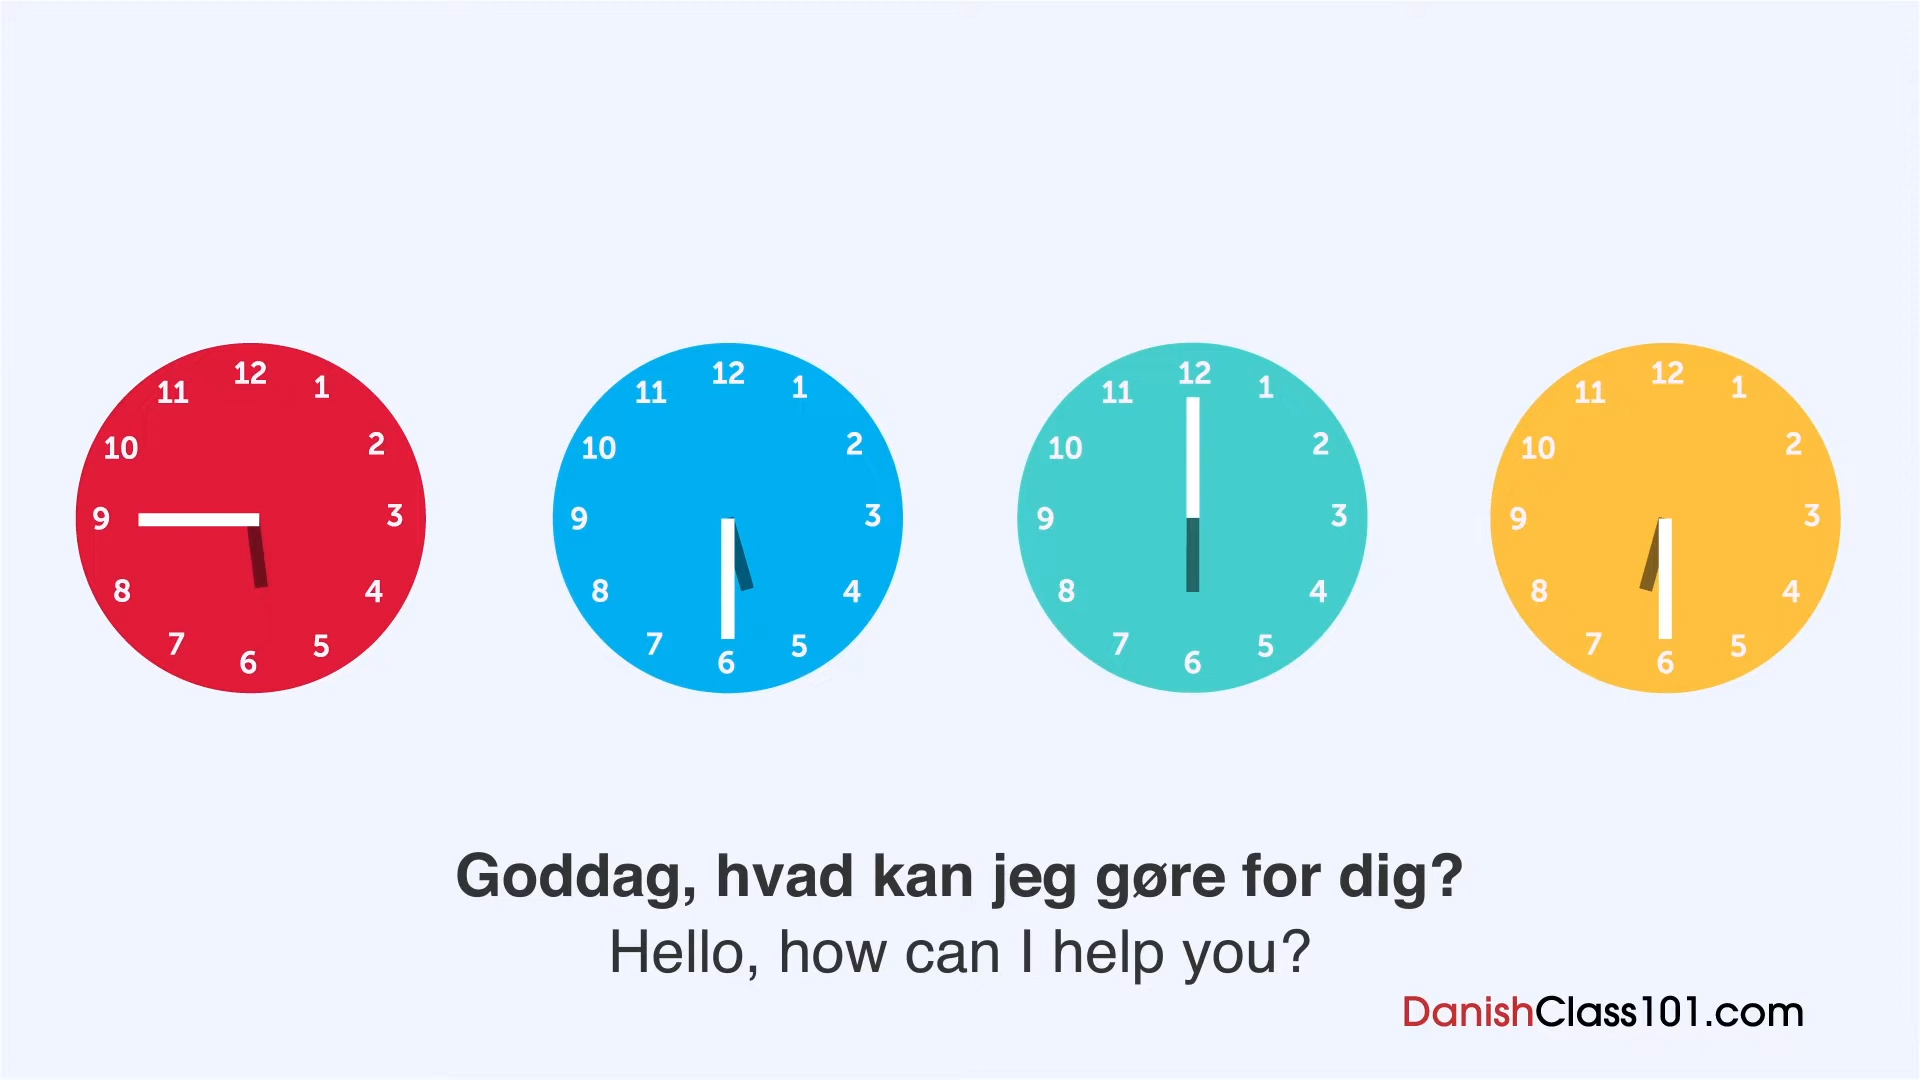 12 12 12 12
11 1 11 1 11 1 11 1
10 2 10 2 10 2 10 2
9 3 9 3 9 3 9 3
8 4 8 4 8 4 8 4
7 5 7 5 7 5 7 5
6 6 6 6
Goddag, hvad kan jeg gøre for dig?
Hello, how can I help you?
DanishClass101.com